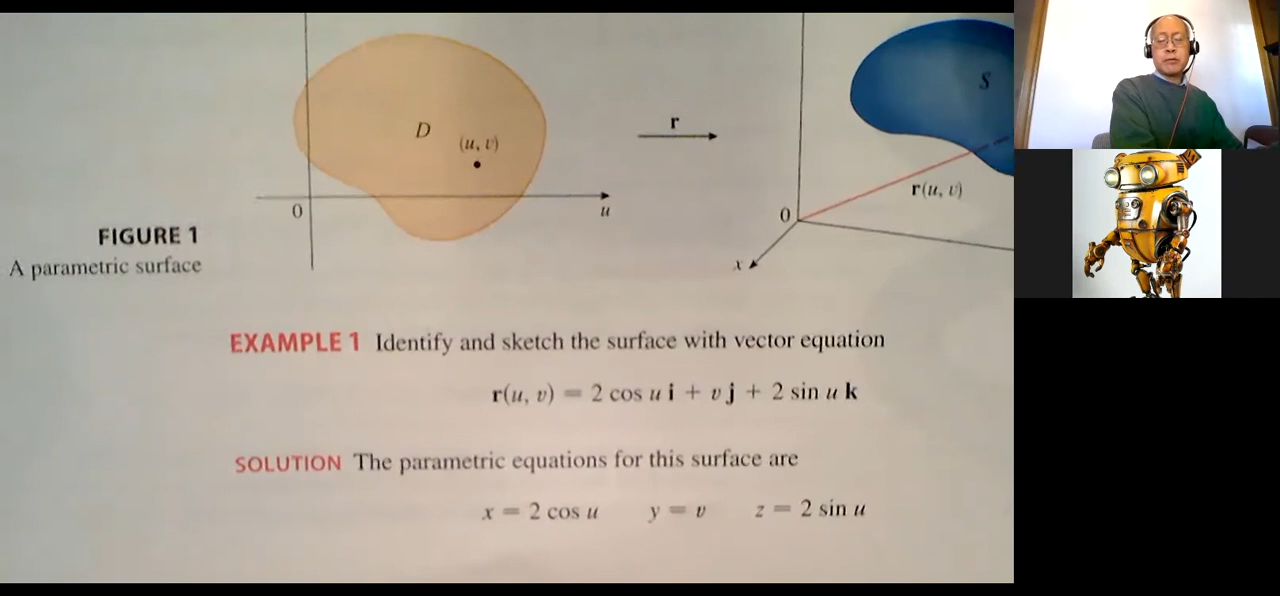 D
(u, v)
0
u
r
S
r(u, v)
0
x
FIGURE 1
A parametric surface
EXAMPLE 1 Identify and sketch the surface with vector equation
r(u, v) = 2 cos u i + v j + 2 sin u k
SOLUTION The parametric equations for this surface are
x = 2 cos u y = v z = 2 sin u